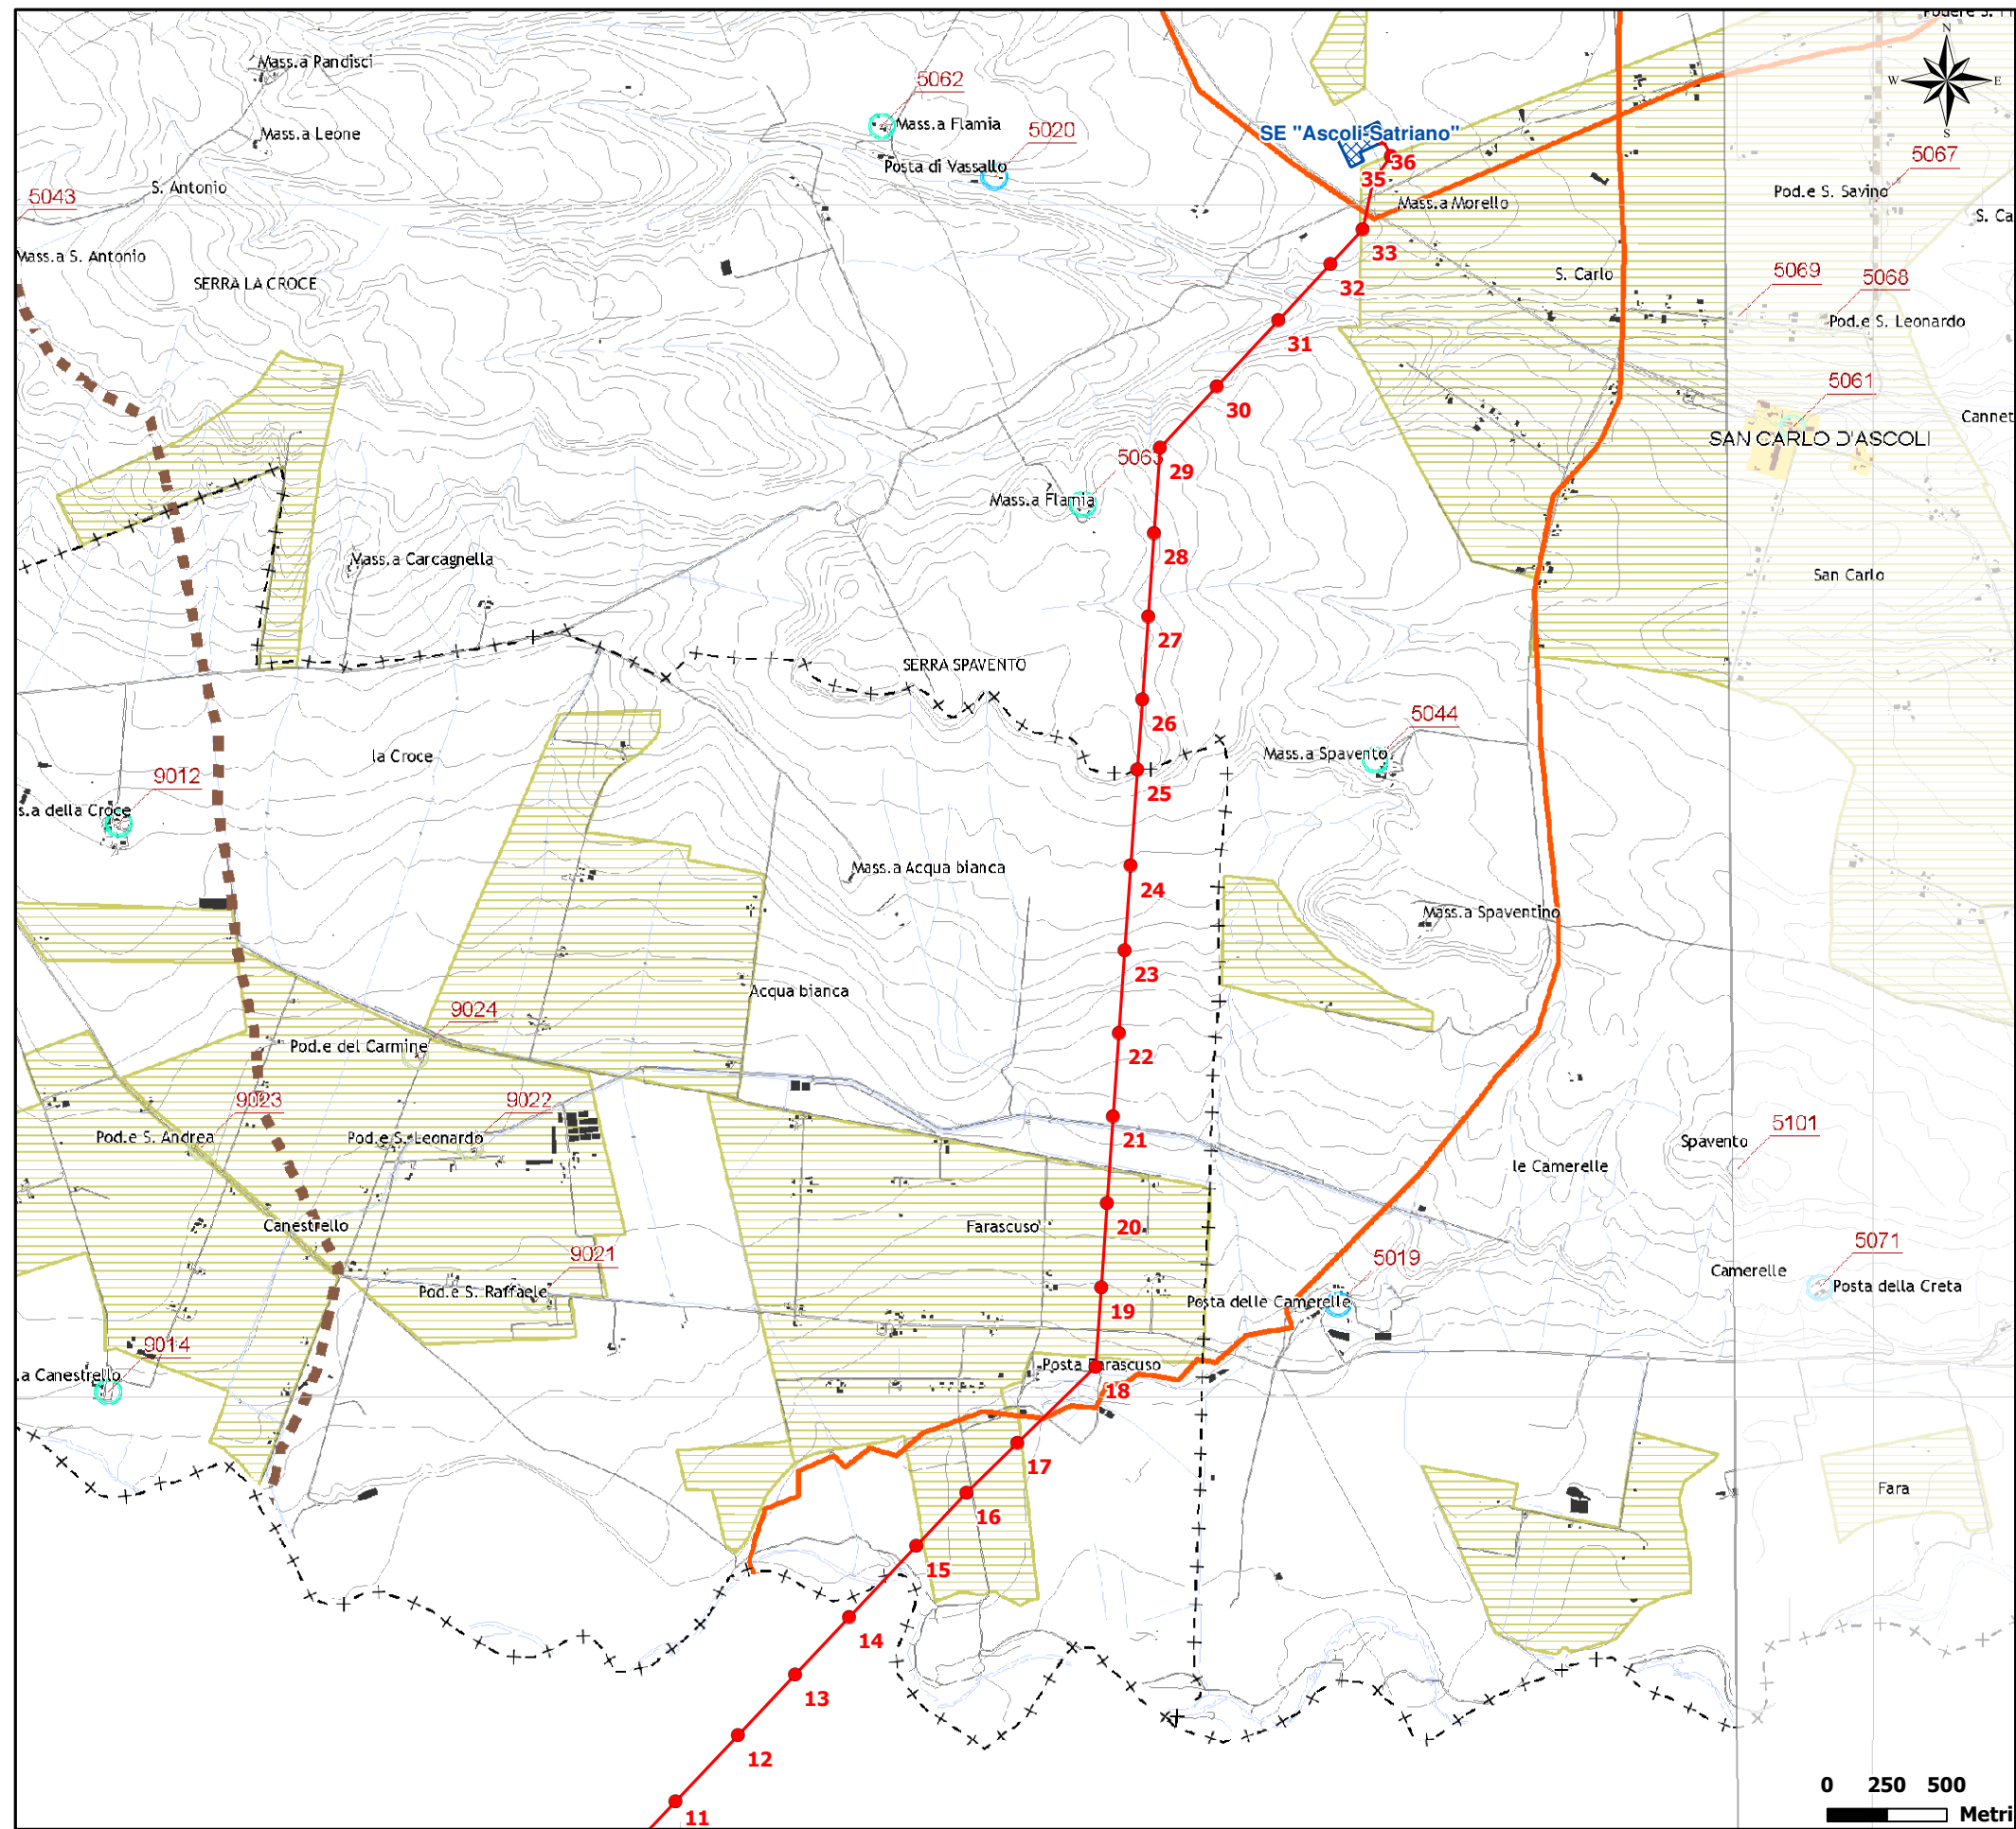 Mass.a Pandisci
5062
N
W
E
S
Mass.a Leone
Mass.a Flamia
5020
SE "Ascoli-Satriano"
36
5067
Posta di Vassallo
35
S. Antonio
5043
Pod.e S. Savino
Mass.a Morello
S. Ca
33
Mass.a S. Antonio
SERRA LA CROCE
32
S. Carlo
5069
5068
31
Pod.e S. Leonardo
30
5061
Cannet
SAN CARLO D'ASCOLI
5063
29
Mass.a Flamia
28
Mass.a Carcagnella
San Carlo
27
SERRA SPAVENTO
26
5044
la Croce
Mass.a Spavento
9012
25
s.a della Croce
24
Mass.a Acqua bianca
Mass.a Spaventino
23
Acqua bianca
9024
22
Pod.e del Carmine
9023
9022
21
5101
Pod.e S. Andrea
Pod.e S. Leonardo
Spavento
le Camerelle
Canestrello
Farascuso
20
9021
5019
5071
Camerelle
Pod.e S. Raffaele
19
Posta delle Camerelle
Posta della Creta
9014
Posta Farascuso
.a Canestrello
18
17
Fara
16
15
14
13
12
11
0 250 500
Metri